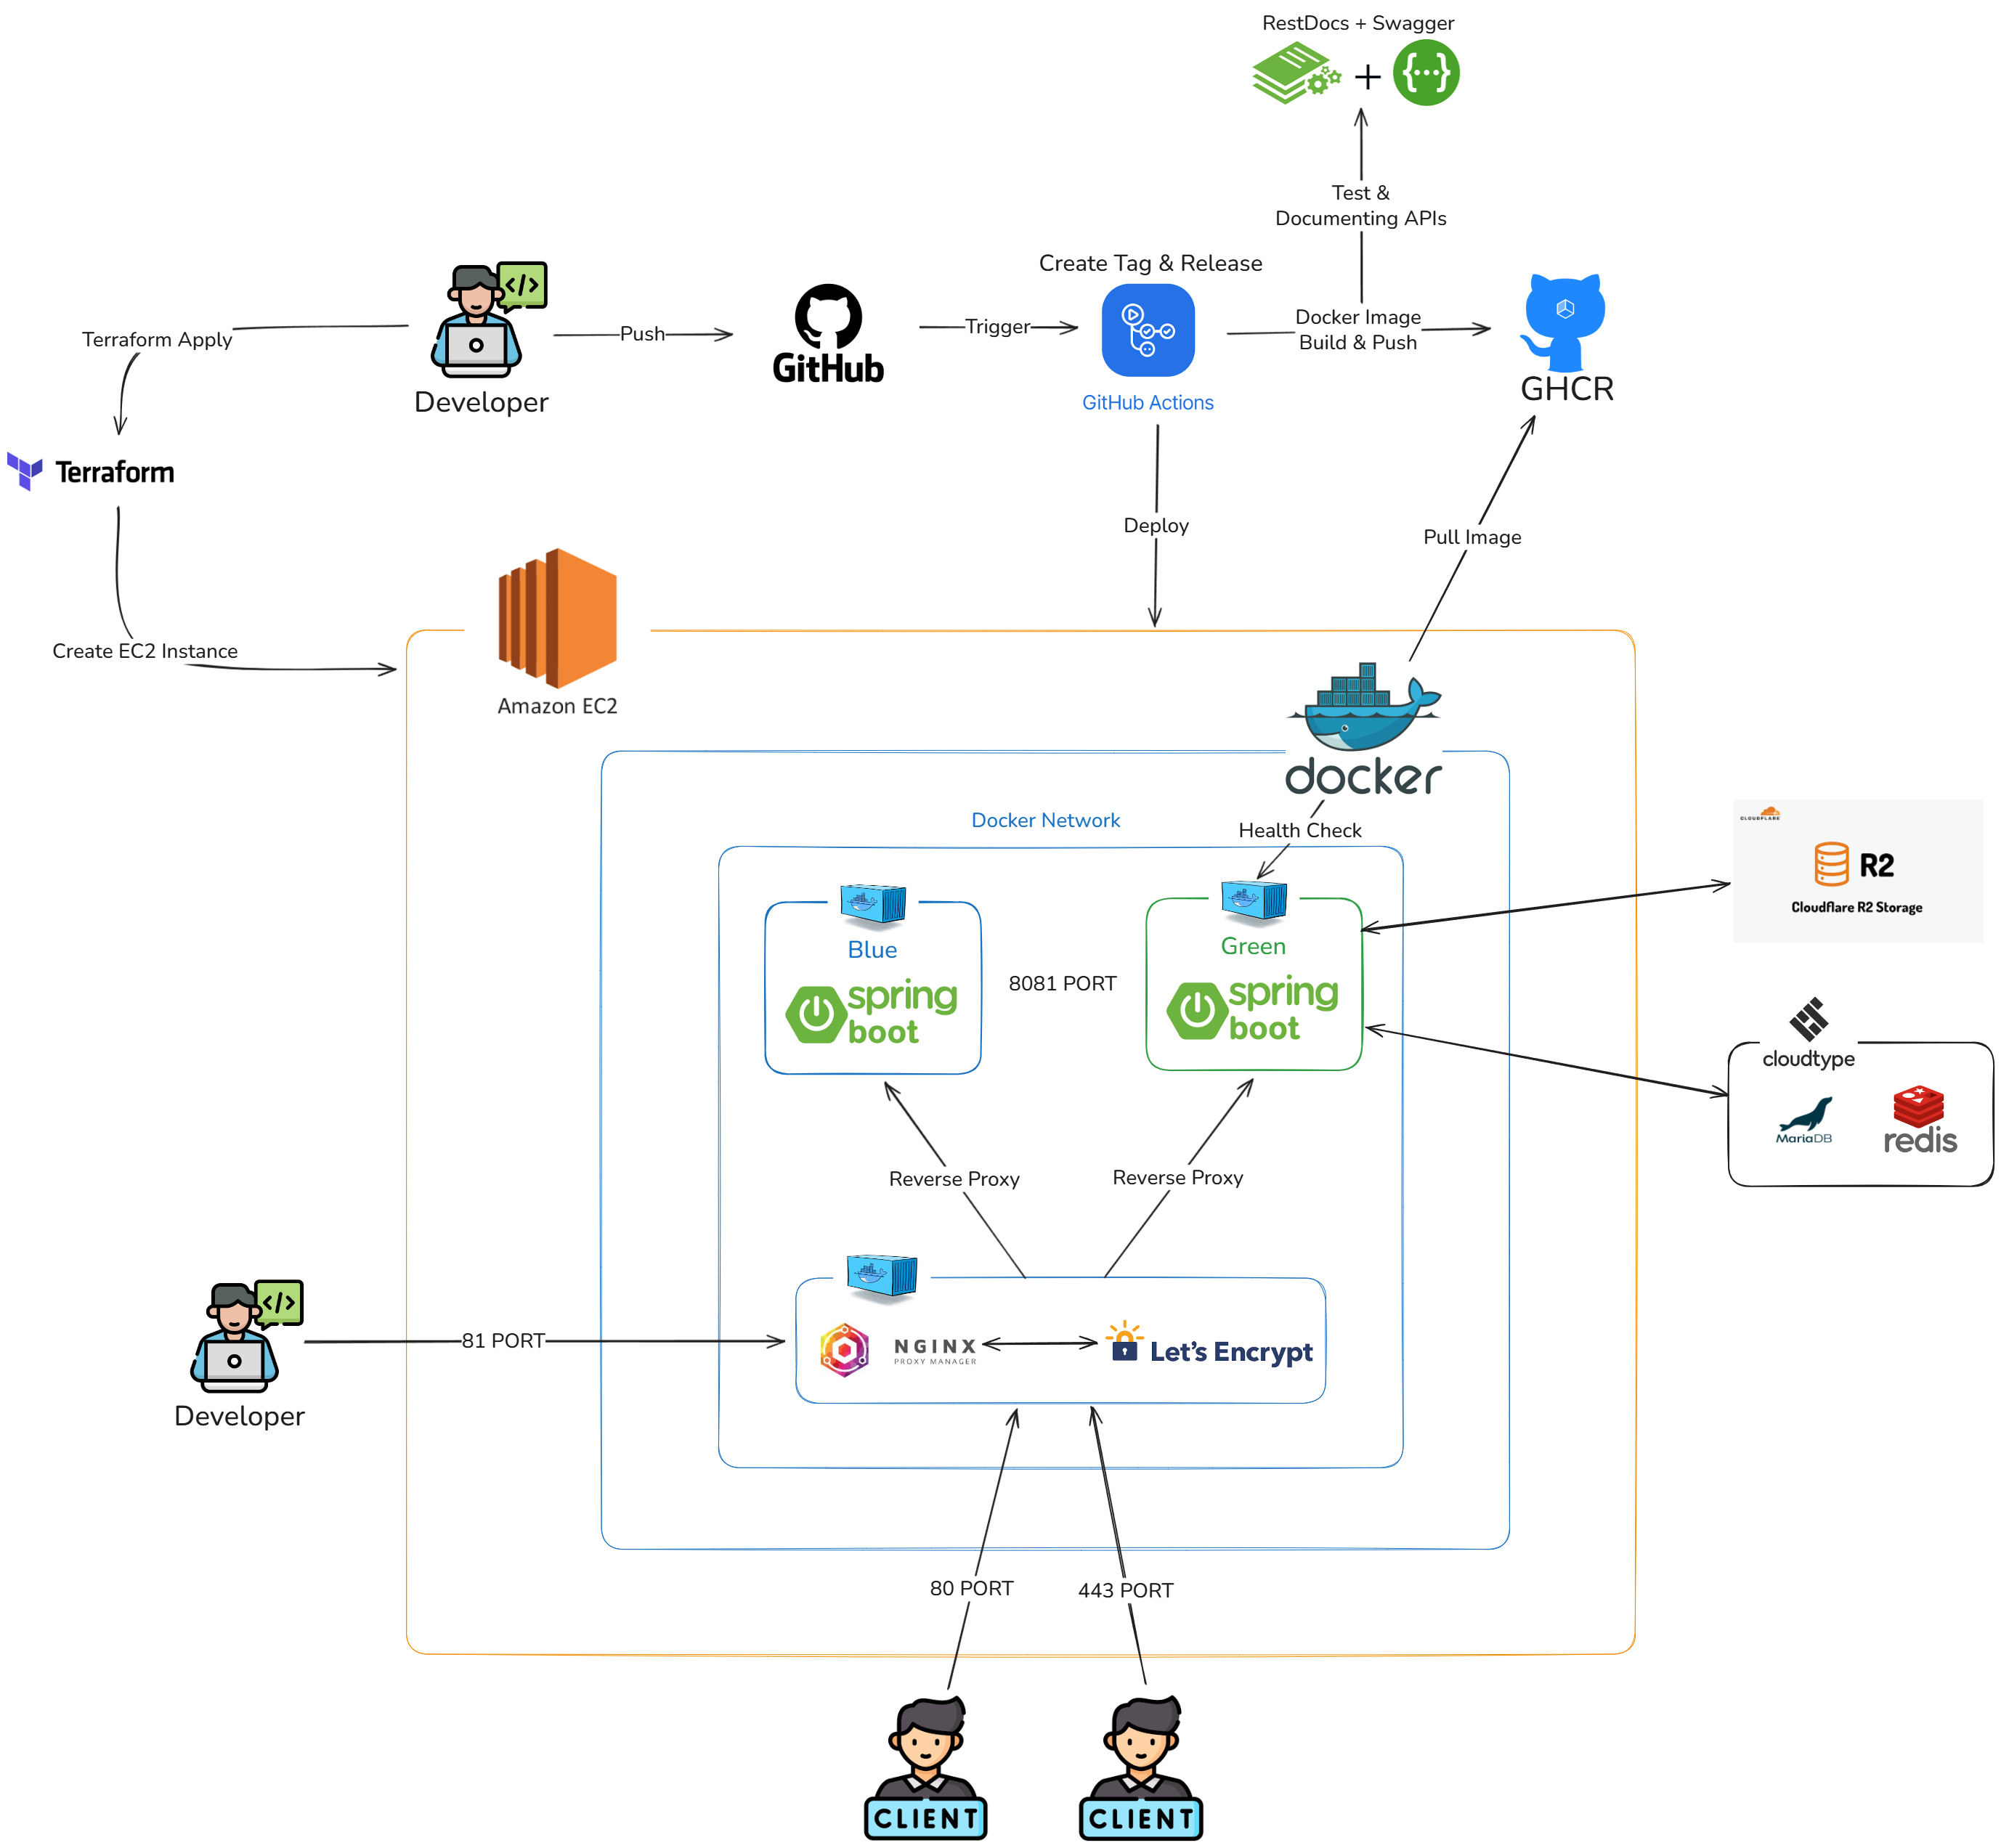 RestDocs + Swagger
Test &
Documenting APIs
Create Tag & Release
Terraform Apply
Push
GitHub
Trigger
Docker Image
Build & Push
GHCR
Developer
GitHub Actions
Terraform
Deploy
Pull Image
Create EC2 Instance
Amazon EC2
docker
Docker Network
Health Check
CLOUDFLARE
R2
Cloudflare R2 Storage
Blue
spring
boot
8081 PORT
Green
spring
boot
cloudtype
MariaDB
redis
Reverse Proxy
Reverse Proxy
81 PORT
NGINX
PROXY MANAGER
Let's Encrypt
Developer
80 PORT
443 PORT
CLIENT
CLIENT